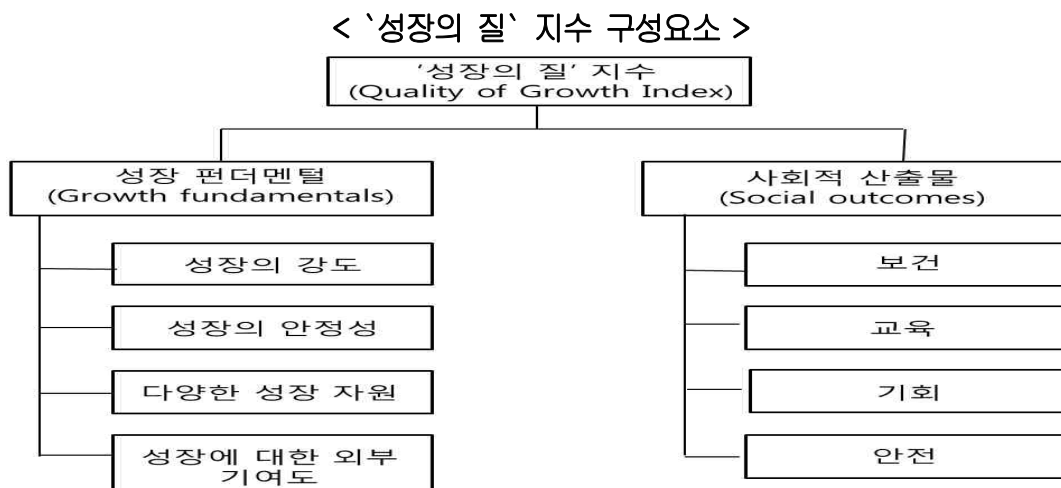 < `성장의 질` 지수 구성요소 >
‘성장의 질’ 지수
(Quality of Growth Index)
성장 펀더멘털
(Growth fundamentals)
성장의 강도
성장의 안정성
다양한 성장 자원
성장에 대한 외부
기여도
사회적 산출물
(Social outcomes)
보건
교육
기회
안전